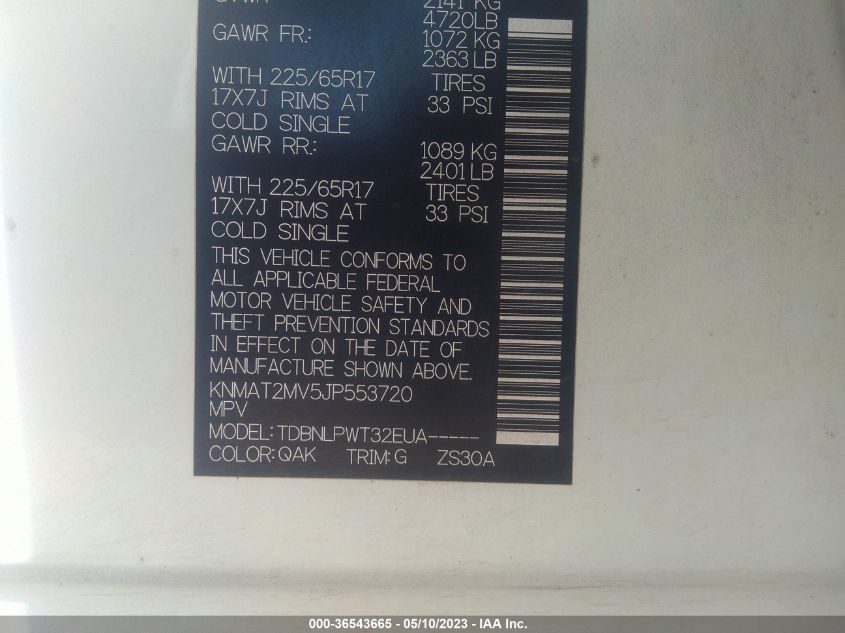 2141 KG
4720LB
GAWR FR.: 1072 KG
2363 LB
WITH 225/65R17 TIRES
17X7J RIMS AT 33 PSI
COLD SINGLE
GAWR RR.: 1089 KG
2401LB
WITH 225/65R17 TIRES
17X7J RIMS AT 33 PSI
COLD SINGLE
THIS VEHICLE CONFORMS TO
ALL APPLICABLE FEDERAL
MOTOR VEHICLE SAFETY AND
THEFT PREVENTION STANDARDS
IN EFFECT ON THE DATE OF
MANUFACTURE SHOWN ABOVE.
KNMAT2MV5JP553720
MPV
MODEL: TDBNLPWT32EUA-----
COLOR: QAK TRIM: G ZS30A
000-36543665 - 05/10/2023 - IAA Inc.